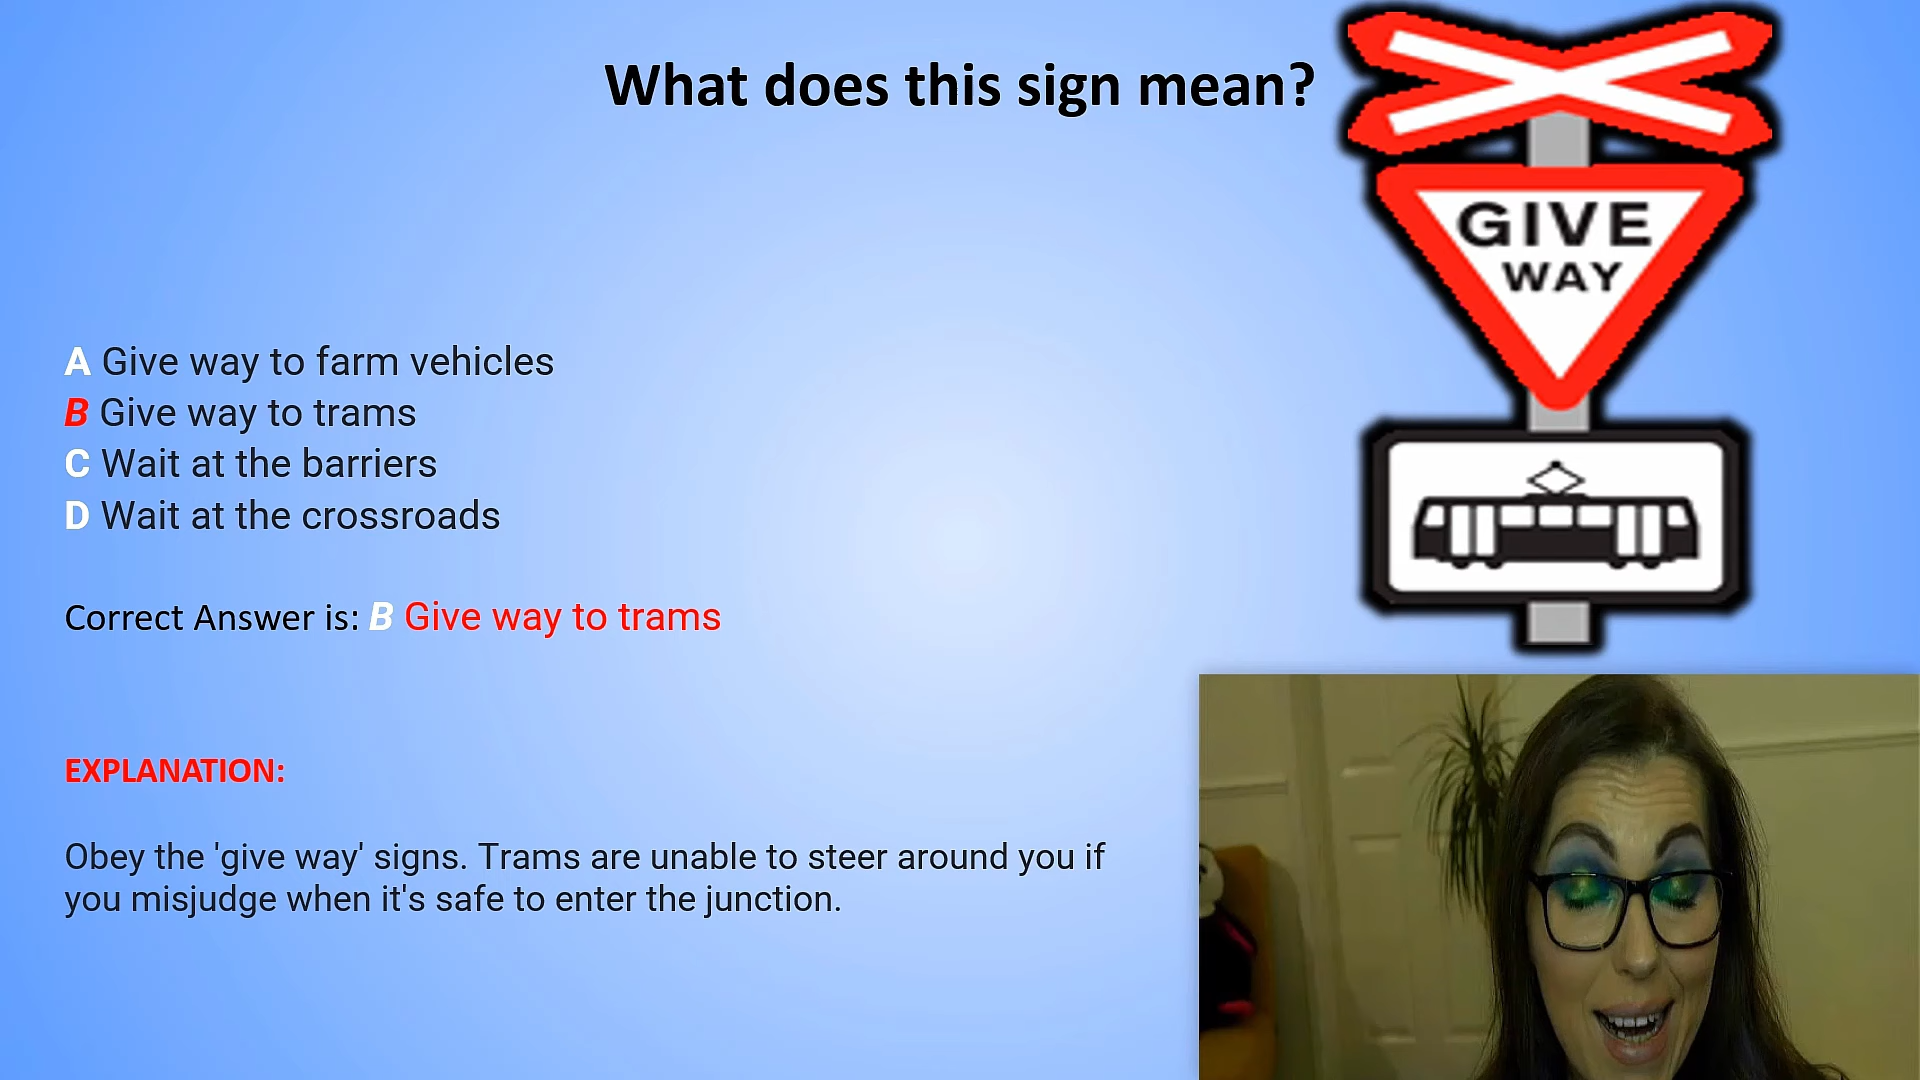 What does this sign mean?
GIVE
WAY
A Give way to farm vehicles
B Give way to trams
C Wait at the barriers
D Wait at the crossroads
Correct Answer is: B Give way to trams
EXPLANATION:
Obey the 'give way' signs. Trams are unable to steer around you if
you misjudge when it's safe to enter the junction.